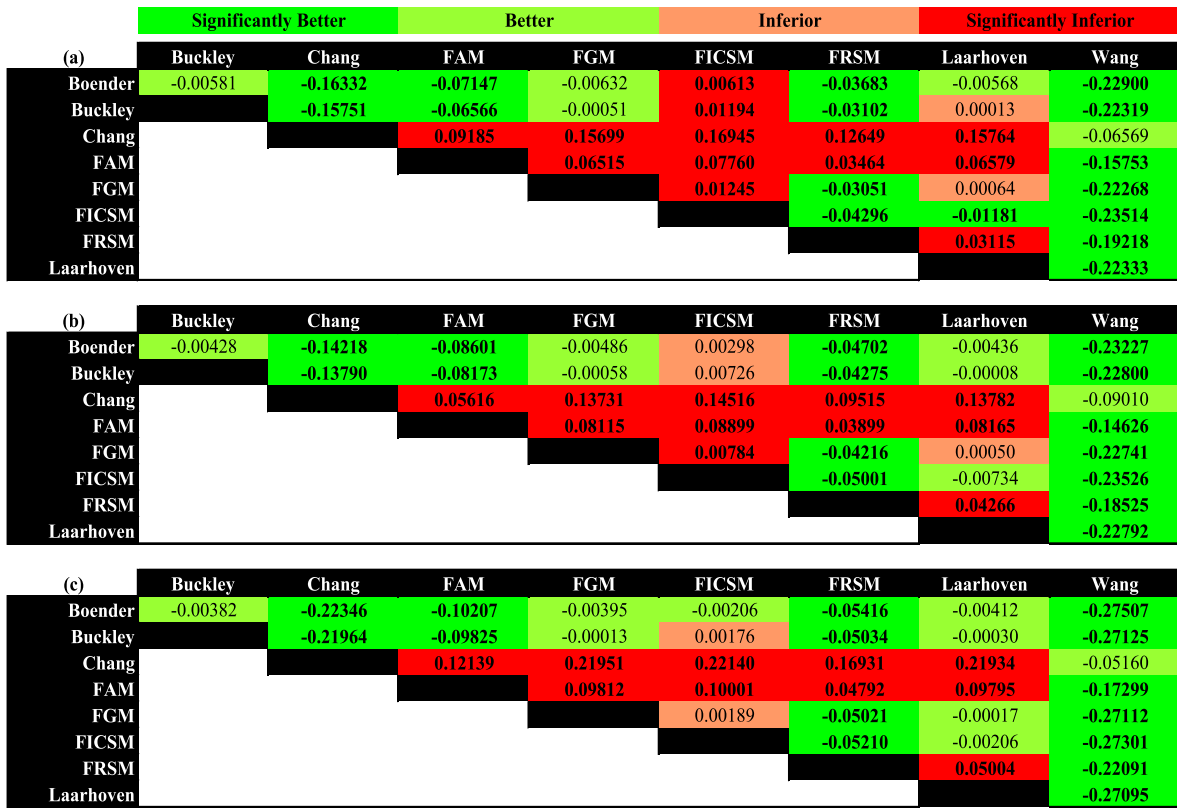 Significantly Better Better Inferior Significantly Inferior
(a) Buckley Chang FAM FGM FICSM FRSM Laarhoven Wang
Boender -0.00581 -0.16332 -0.07147 -0.00632 0.00613 -0.03683 -0.00568 -0.22900
Buckley -0.15751 -0.06566 -0.00051 0.01194 -0.03102 0.00013 -0.22319
Chang 0.09185 0.15699 0.16945 0.12649 0.15764 -0.06569
FAM 0.06515 0.07760 0.03464 0.06579 -0.15753
FGM 0.01245 -0.03051 0.00064 -0.22268
FICSM -0.04296 -0.01181 -0.23514
FRSM 0.03115 -0.19218
Laarhoven -0.22333
(b) Buckley Chang FAM FGM FICSM FRSM Laarhoven Wang
Boender -0.00428 -0.14218 -0.08601 -0.00486 0.00298 -0.04702 -0.00436 -0.23227
Buckley -0.13790 -0.08173 -0.00058 0.00726 -0.04275 -0.00008 -0.22800
Chang 0.05616 0.13731 0.14516 0.09515 0.13782 -0.09010
FAM 0.08115 0.08899 0.03899 0.08165 -0.14626
FGM 0.00784 -0.04216 0.00050 -0.22741
FICSM -0.05001 -0.00734 -0.23526
FRSM 0.04266 -0.18525
Laarhoven -0.22792
(c) Buckley Chang FAM FGM FICSM FRSM Laarhoven Wang
Boender -0.00382 -0.22346 -0.10207 -0.00395 -0.00206 -0.05416 -0.00412 -0.27507
Buckley -0.21964 -0.09825 -0.00013 0.00176 -0.05034 -0.00030 -0.27125
Chang 0.12139 0.21951 0.22140 0.16931 0.21934 -0.05160
FAM 0.09812 0.10001 0.04792 0.09795 -0.17299
FGM 0.00189 -0.05021 -0.00017 -0.27112
FICSM -0.05210 -0.00206 -0.27301
FRSM 0.05004 -0.22091
Laarhoven -0.27095